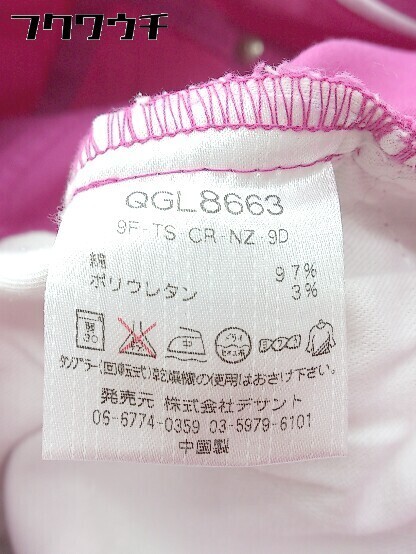 フクワウチ
QGL8663
9F-TS CR-NZ-9D
綿 97%
ポリウレタン 3%
中
タンブラー(回転式)乾燥機の使用はおさけ下さい。
発売元 株式会社デサント
06-6774-0359 03-5979-6101
中國製